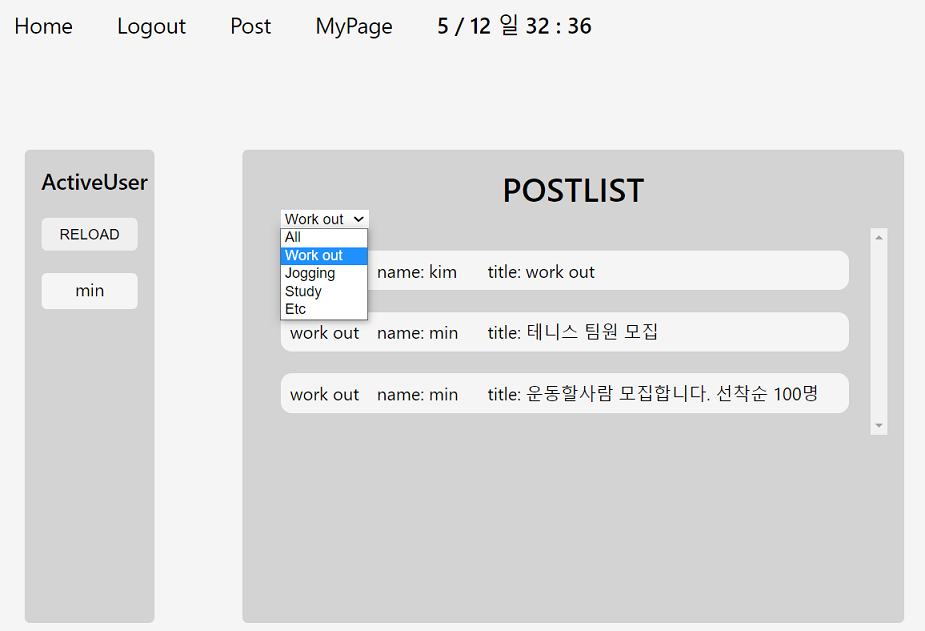 Home Logout Post MyPage 5 / 12 일 32 : 36
ActiveUser
RELOAD
min
POSTLIST
Work out
All
Work out
Jogging
Study
Etc
name: kim title: work out
work out name: min title: 테니스 팀원 모집
work out name: min title: 운동할사람 모집합니다. 선착순 100명